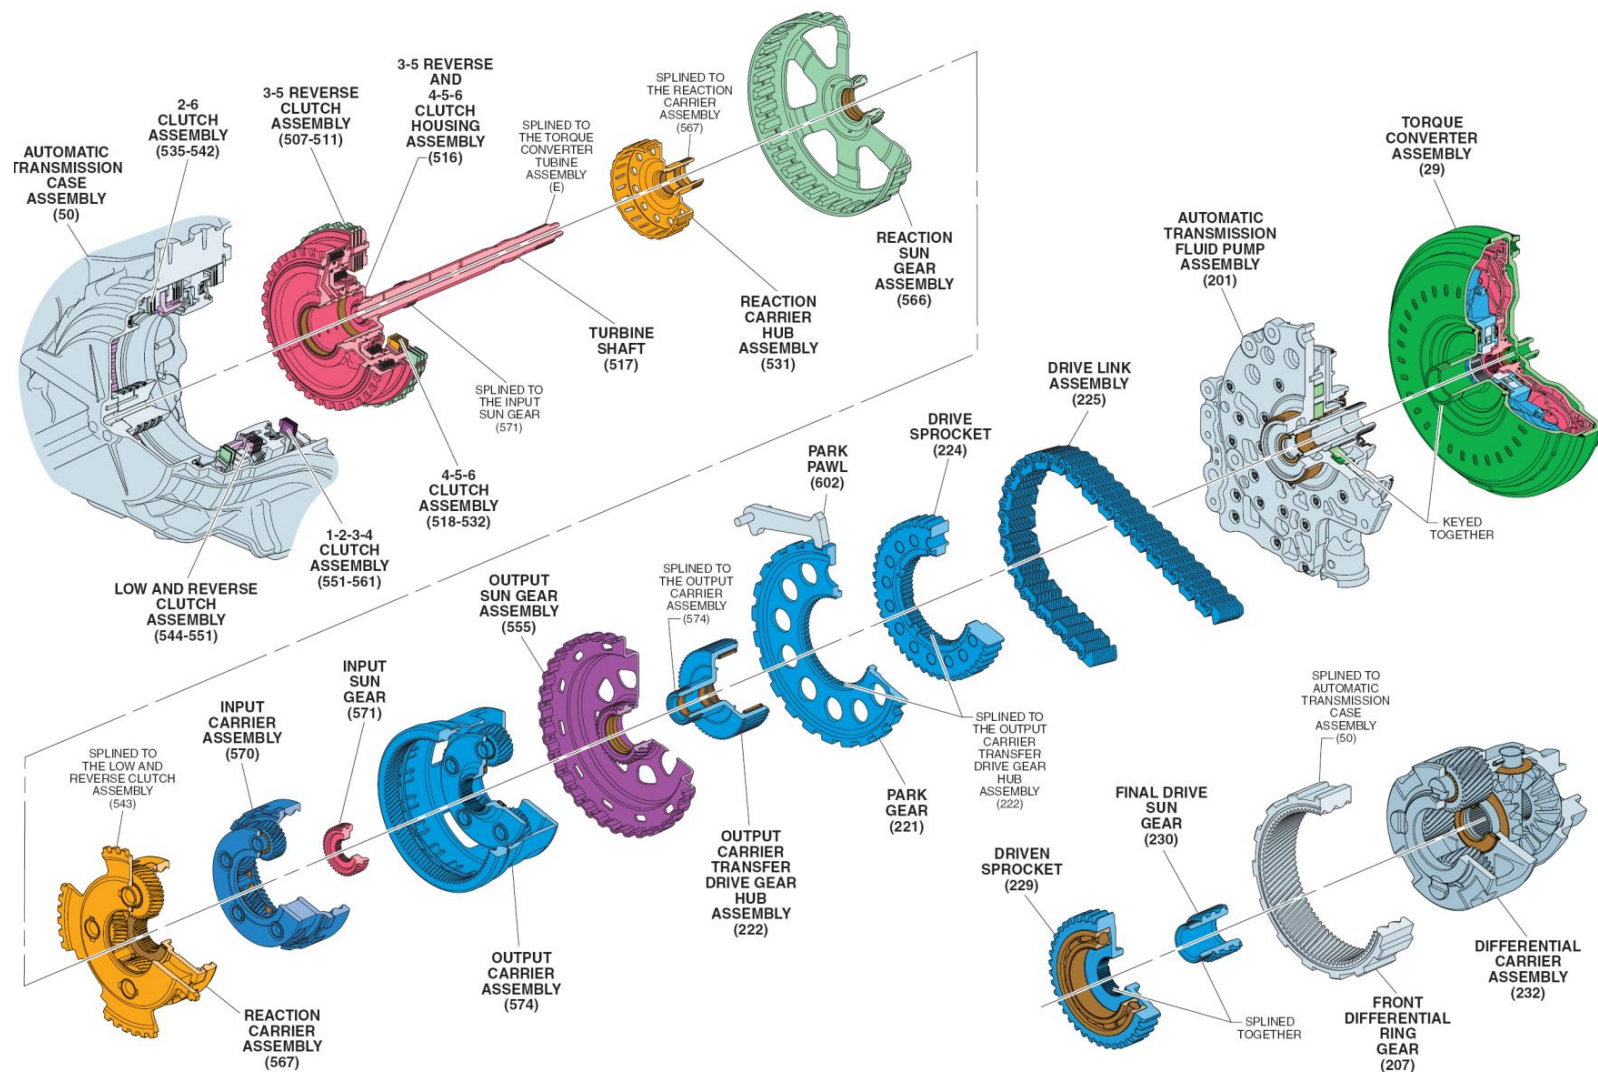 AUTOMATIC
TRANSMISSION
CASE
ASSEMBLY
(50)
2-6
CLUTCH
ASSEMBLY
(535-542)
3-5 REVERSE
CLUTCH
ASSEMBLY
(507-511)
3-5 REVERSE
AND
4-5-6
CLUTCH
HOUSING
ASSEMBLY
(516)
SPLINED TO
THE TORQUE
CONVERTER
TUBINE
ASSEMBLY
(E)
SPLINED TO
THE REACTION
CARRIER
ASSEMBLY
(567)
REACTION
SUN
GEAR
ASSEMBLY
(566)
REACTION
CARRIER
HUB
ASSEMBLY
(531)
TURBINE
SHAFT
(517)
SPLINED TO
THE INPUT
SUN GEAR
(571)
4-5-6
CLUTCH
ASSEMBLY
(518-532)
1-2-3-4
CLUTCH
ASSEMBLY
(551-561)
LOW AND REVERSE
CLUTCH
ASSEMBLY
(544-551)
TORQUE
CONVERTER
ASSEMBLY
(29)
AUTOMATIC
TRANSMISSION
FLUID PUMP
ASSEMBLY
(201)
KEYED
TOGETHER
DRIVE LINK
ASSEMBLY
(225)
DRIVE
SPROCKET
(224)
PARK
PAWL
(602)
SPLINED TO
THE OUTPUT
CARRIER
ASSEMBLY
(574)
OUTPUT
SUN GEAR
ASSEMBLY
(555)
INPUT
SUN
GEAR
(571)
INPUT
CARRIER
ASSEMBLY
(570)
SPLINED TO
THE LOW AND
REVERSE CLUTCH
ASSEMBLY
(543)
REACTION
CARRIER
ASSEMBLY
(567)
OUTPUT
CARRIER
ASSEMBLY
(574)
OUTPUT
CARRIER
TRANSFER
DRIVE GEAR
HUB
ASSEMBLY
(222)
PARK
GEAR
(221)
SPLINED TO
THE OUTPUT
CARRIER
TRANSFER
DRIVE GEAR
HUB
ASSEMBLY
(222)
DRIVEN
SPROCKET
(229)
FINAL DRIVE
SUN
GEAR
(230)
SPLINED
TOGETHER
SPLINED TO
AUTOMATIC
TRANSMISSION
CASE
ASSEMBLY
(50)
FRONT
DIFFERENTIAL
RING
GEAR
(207)
DIFFERENTIAL
CARRIER
ASSEMBLY
(232)